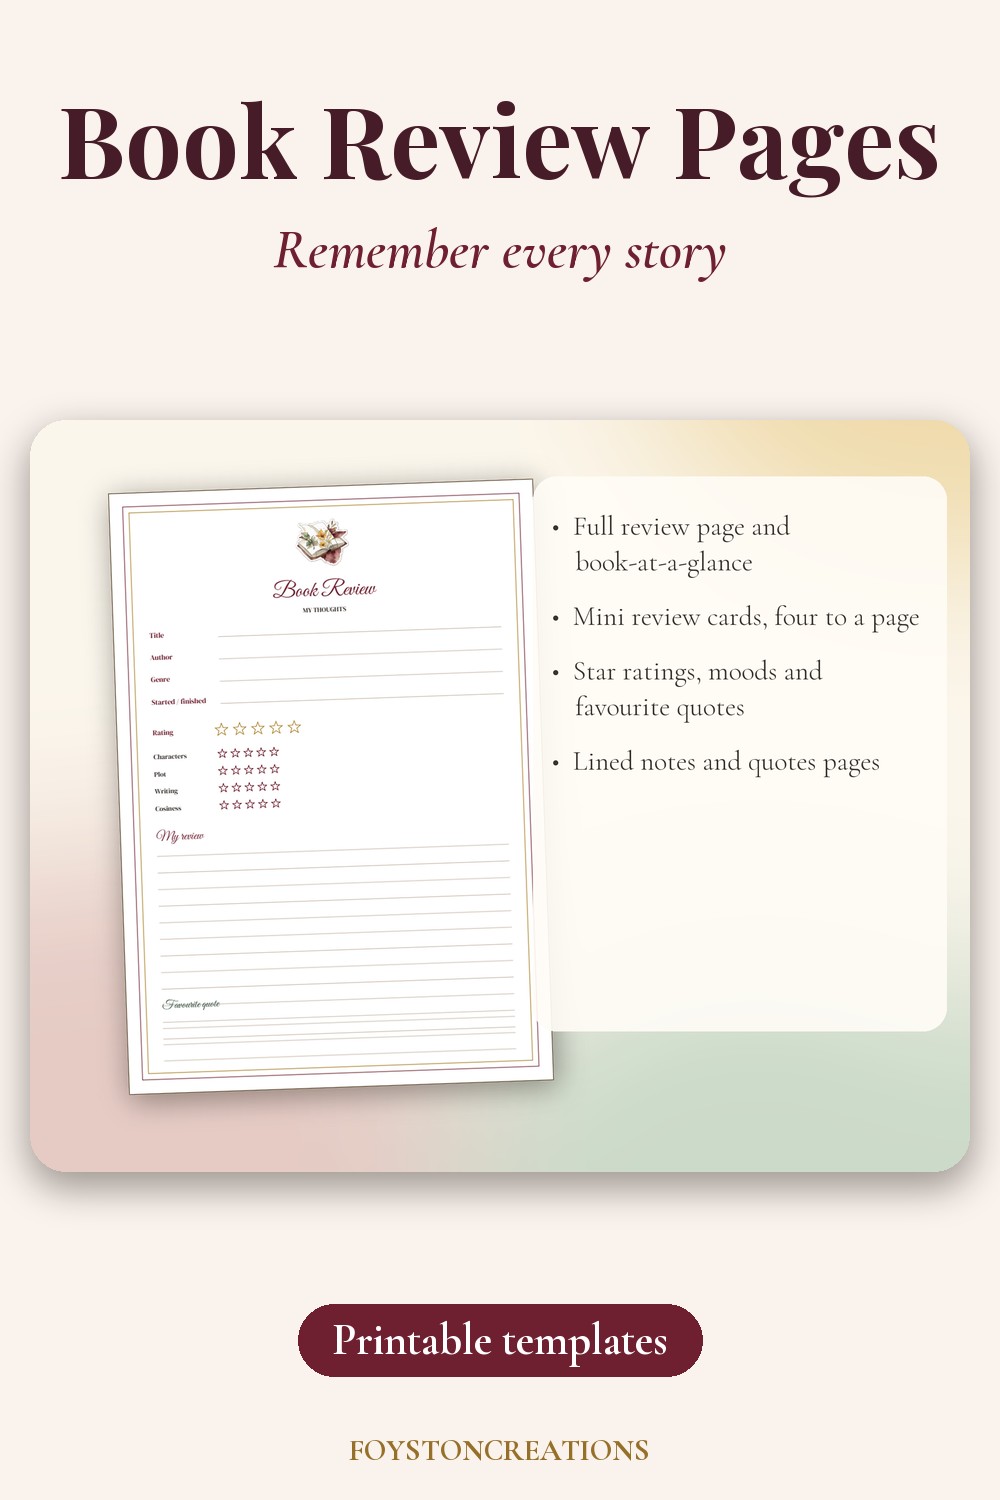 Book Review Pages
Remember every story
Book Review
MY THOUGHTS
Title
Author
Genre
Started / finished
Rating
Characters
Plot
Writing
Cosiness
My review
Favourite quote
• Full review page and
book-at-a-glance
• Mini review cards, four to a page
• Star ratings, moods and
favourite quotes
• Lined notes and quotes pages
Printable templates
FOYSTONCREATIONS